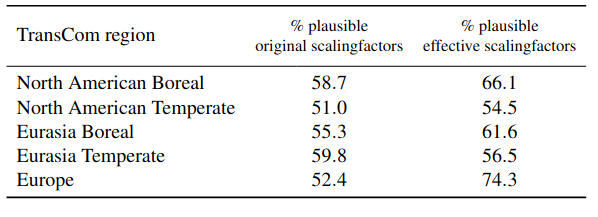 TransCom region % plausible original scalingfactors % plausible effective scalingfactors
North American Boreal 58.7 66.1
North American Temperate 51.0 54.5
Eurasia Boreal 55.3 61.6
Eurasia Temperate 59.8 56.5
Europe 52.4 74.3